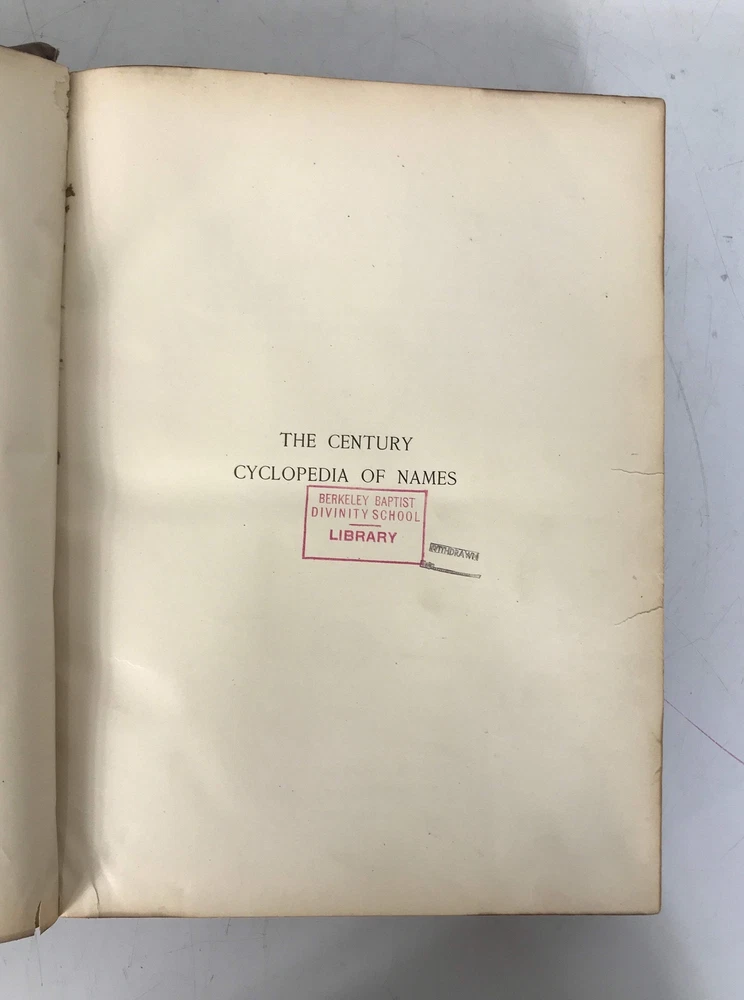 THE CENTURY
CYCLOPEDIA OF NAMES
BERKELEY BAPTIST
DIVINITY SCHOOL
LIBRARY
WITHDRAWN